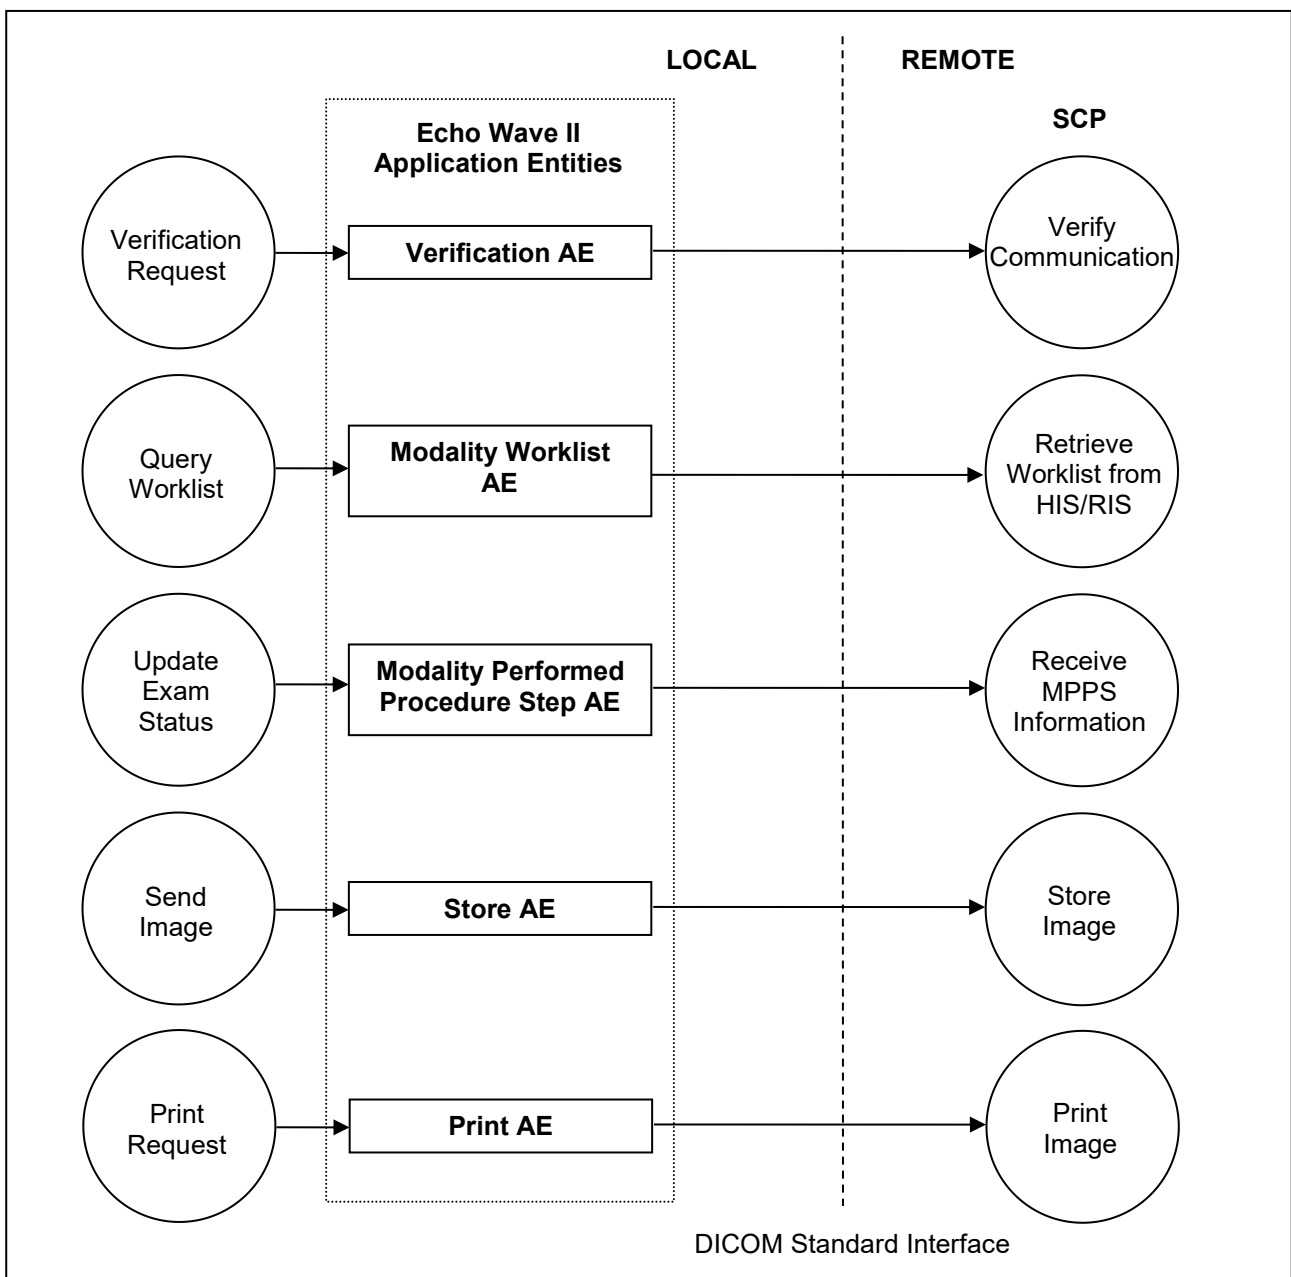 LOCAL
REMOTE
SCP
Echo Wave II
Application Entities
Verification
Request
Verification AE
Verify
Communication
Query
Worklist
Modality Worklist
AE
Retrieve
Worklist from
HIS/RIS
Update
Exam
Status
Modality Performed
Procedure Step AE
Receive
MPPS
Information
Send
Image
Store AE
Store
Image
Print
Request
Print AE
Print
Image
DICOM Standard Interface